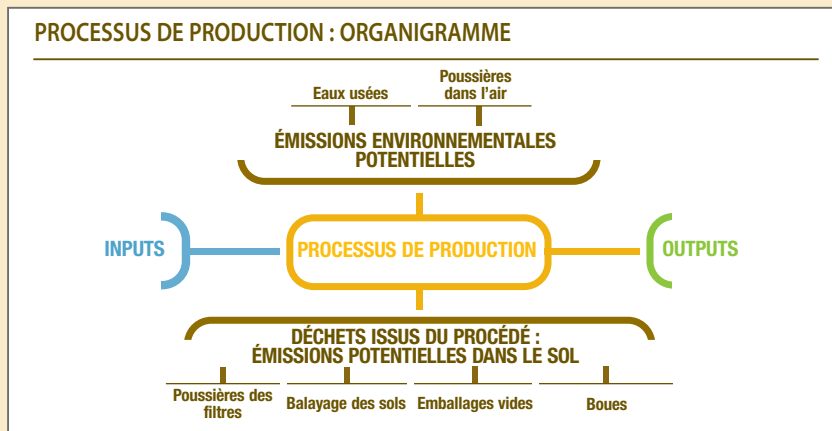 PROCESSUS DE PRODUCTION : ORGANIGRAMME
Eaux usées
Poussières
dans l'air
ÉMISSIONS ENVIRONNEMENTALES
POTENTIELLES
INPUTS
PROCESSUS DE PRODUCTION
OUTPUTS
DÉCHETS ISSUS DU PROCÉDÉ :
ÉMISSIONS POTENTIELLES DANS LE SOL
Poussières des
filtres
Balayage des sols
Emballages vides
Boues